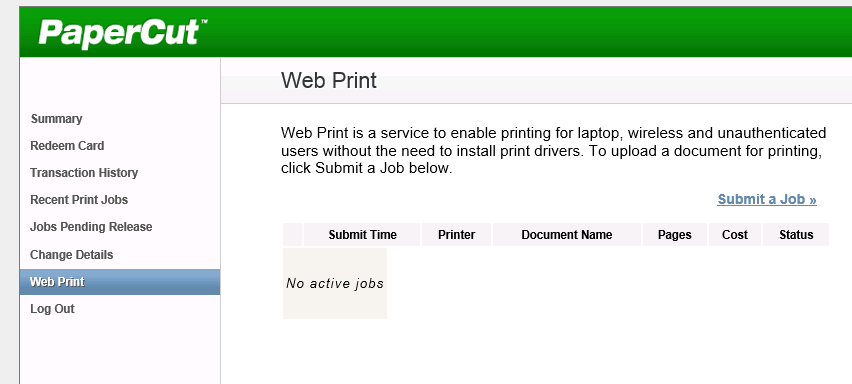 PaperCut™
Web Print
Summary
Redeem Card
Transaction History
Recent Print Jobs
Jobs Pending Release
Change Details
Web Print
Log Out
Web Print is a service to enable printing for laptop, wireless and unauthenticated
users without the need to install print drivers. To upload a document for printing,
click Submit a Job below.
Submit a Job »
Submit Time Printer Document Name Pages Cost Status
No active jobs